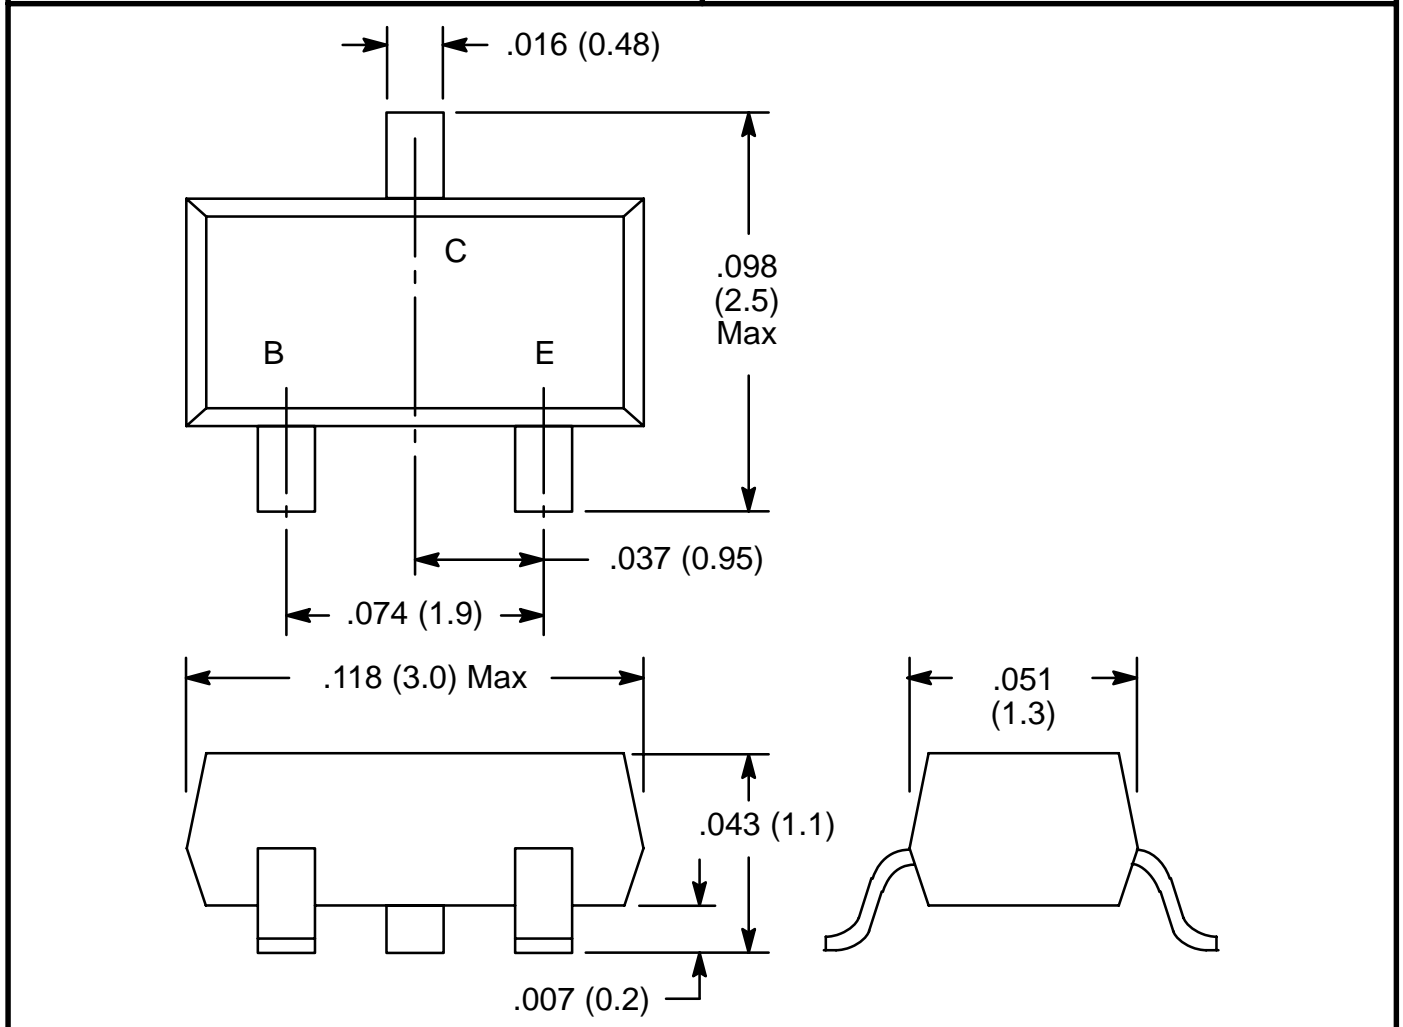 .016 (0.48)
C
.098
(2.5)
Max
B
E
.037 (0.95)
.074 (1.9)
.118 (3.0) Max
.051
(1.3)
.043 (1.1)
.007 (0.2)